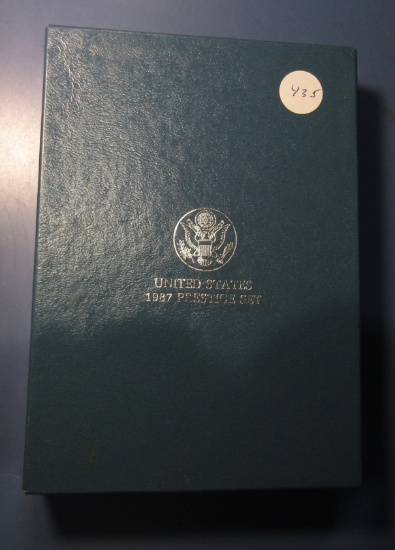 435
UNITED STATES
1987 PRESTIGE SET